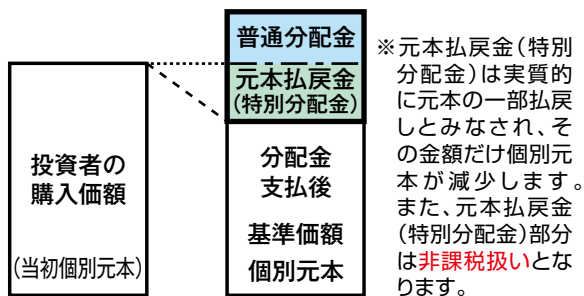 投資者の
購入価額
(当初個別元本)
普通分配金
元本払戻金
(特別分配金)
分配金
支払後
基準価額
個別元本
※元本払戻金(特別
分配金)は実質的
に元本の一部払戻
しとみなされ、そ
の金額だけ個別元
本が減少します。
また、元本払戻金
(特別分配金)部分
は非課税扱いとな
ります。